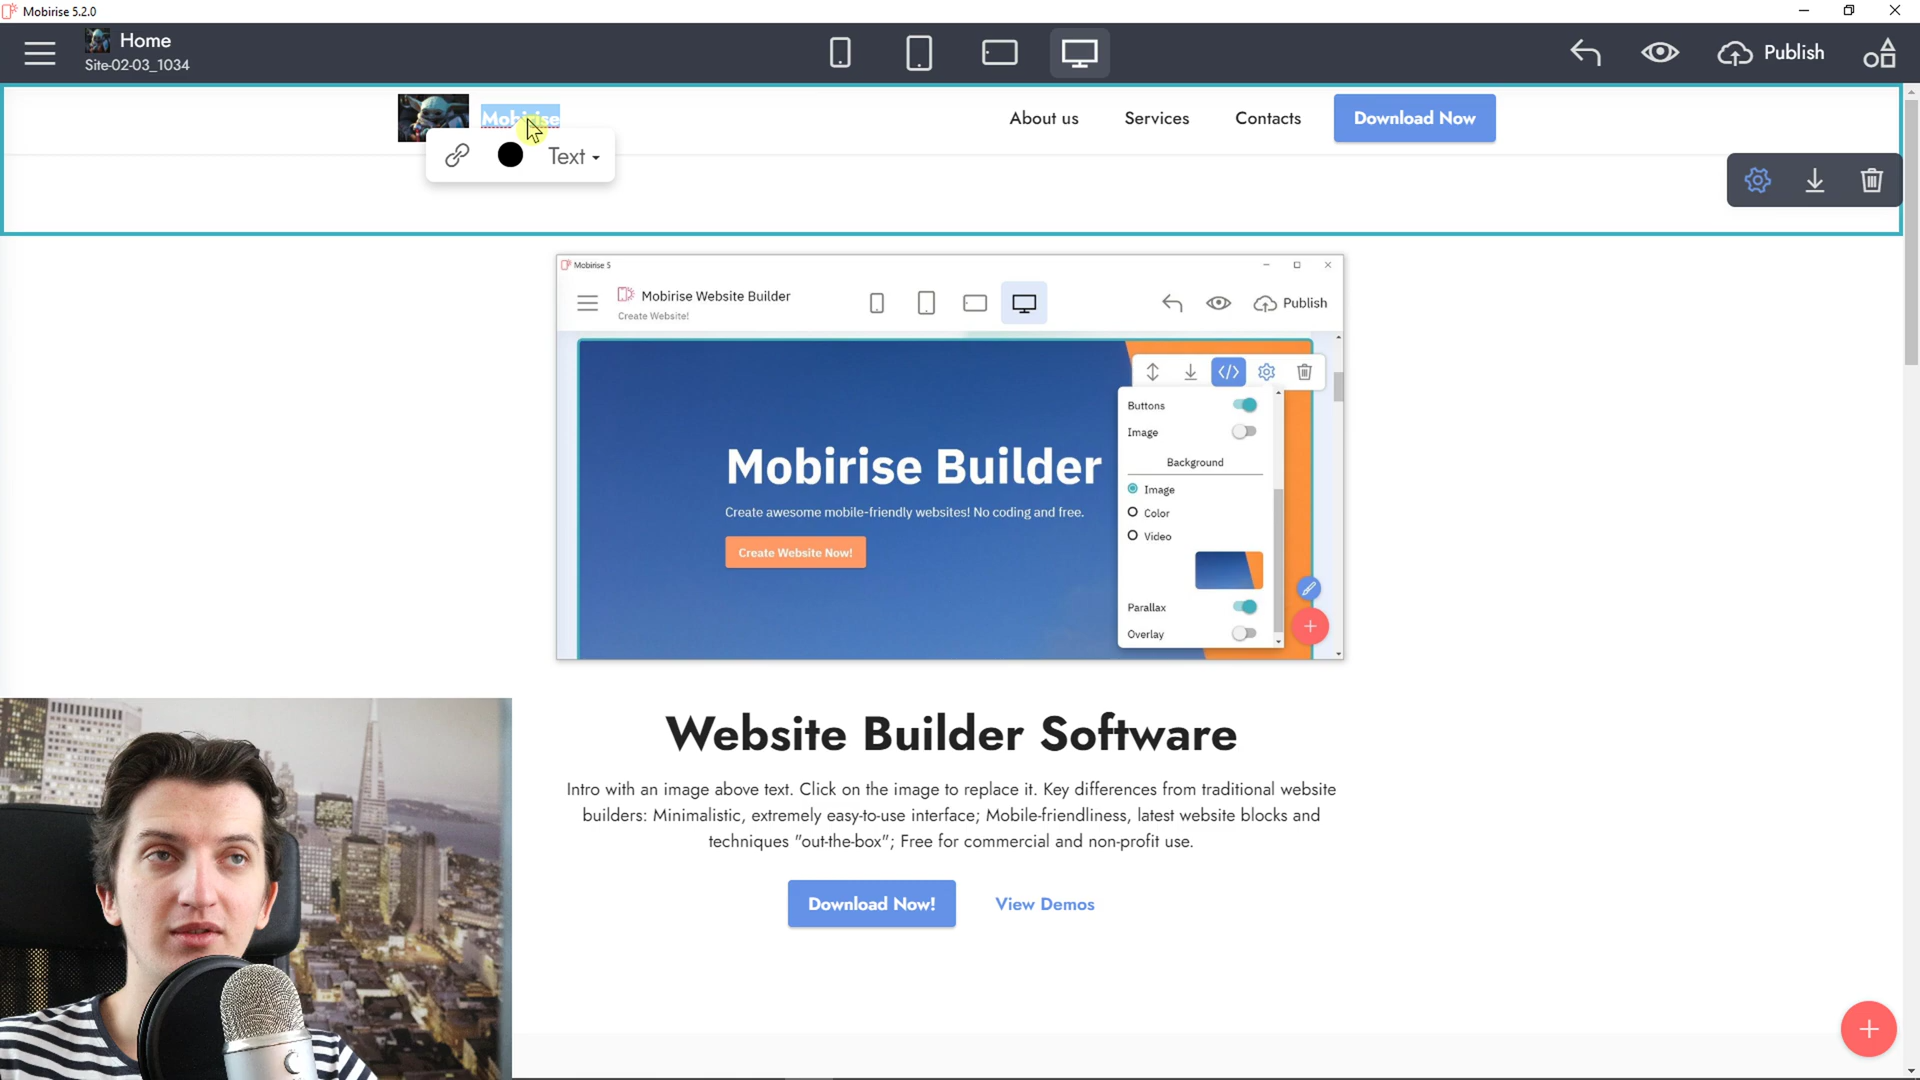 Mobirise 5.2.0
Home
Site-02-03_1034
Publish
Mobirise
About us
Services
Contacts
Download Now
Text
Mobirise 5
Mobirise Website Builder
Create Website!
Publish
Buttons
Image
Background
Image
Color
Video
Parallax
Overlay
Mobirise Builder
Create awesome mobile-friendly websites! No coding and free.
Create Website Now!
Website Builder Software
Intro with an image above text. Click on the image to replace it. Key differences from traditional website
builders: Minimalistic, extremely easy-to-use interface; Mobile-friendliness, latest website blocks and
techniques "out-the-box"; Free for commercial and non-profit use.
Download Now!
View Demos